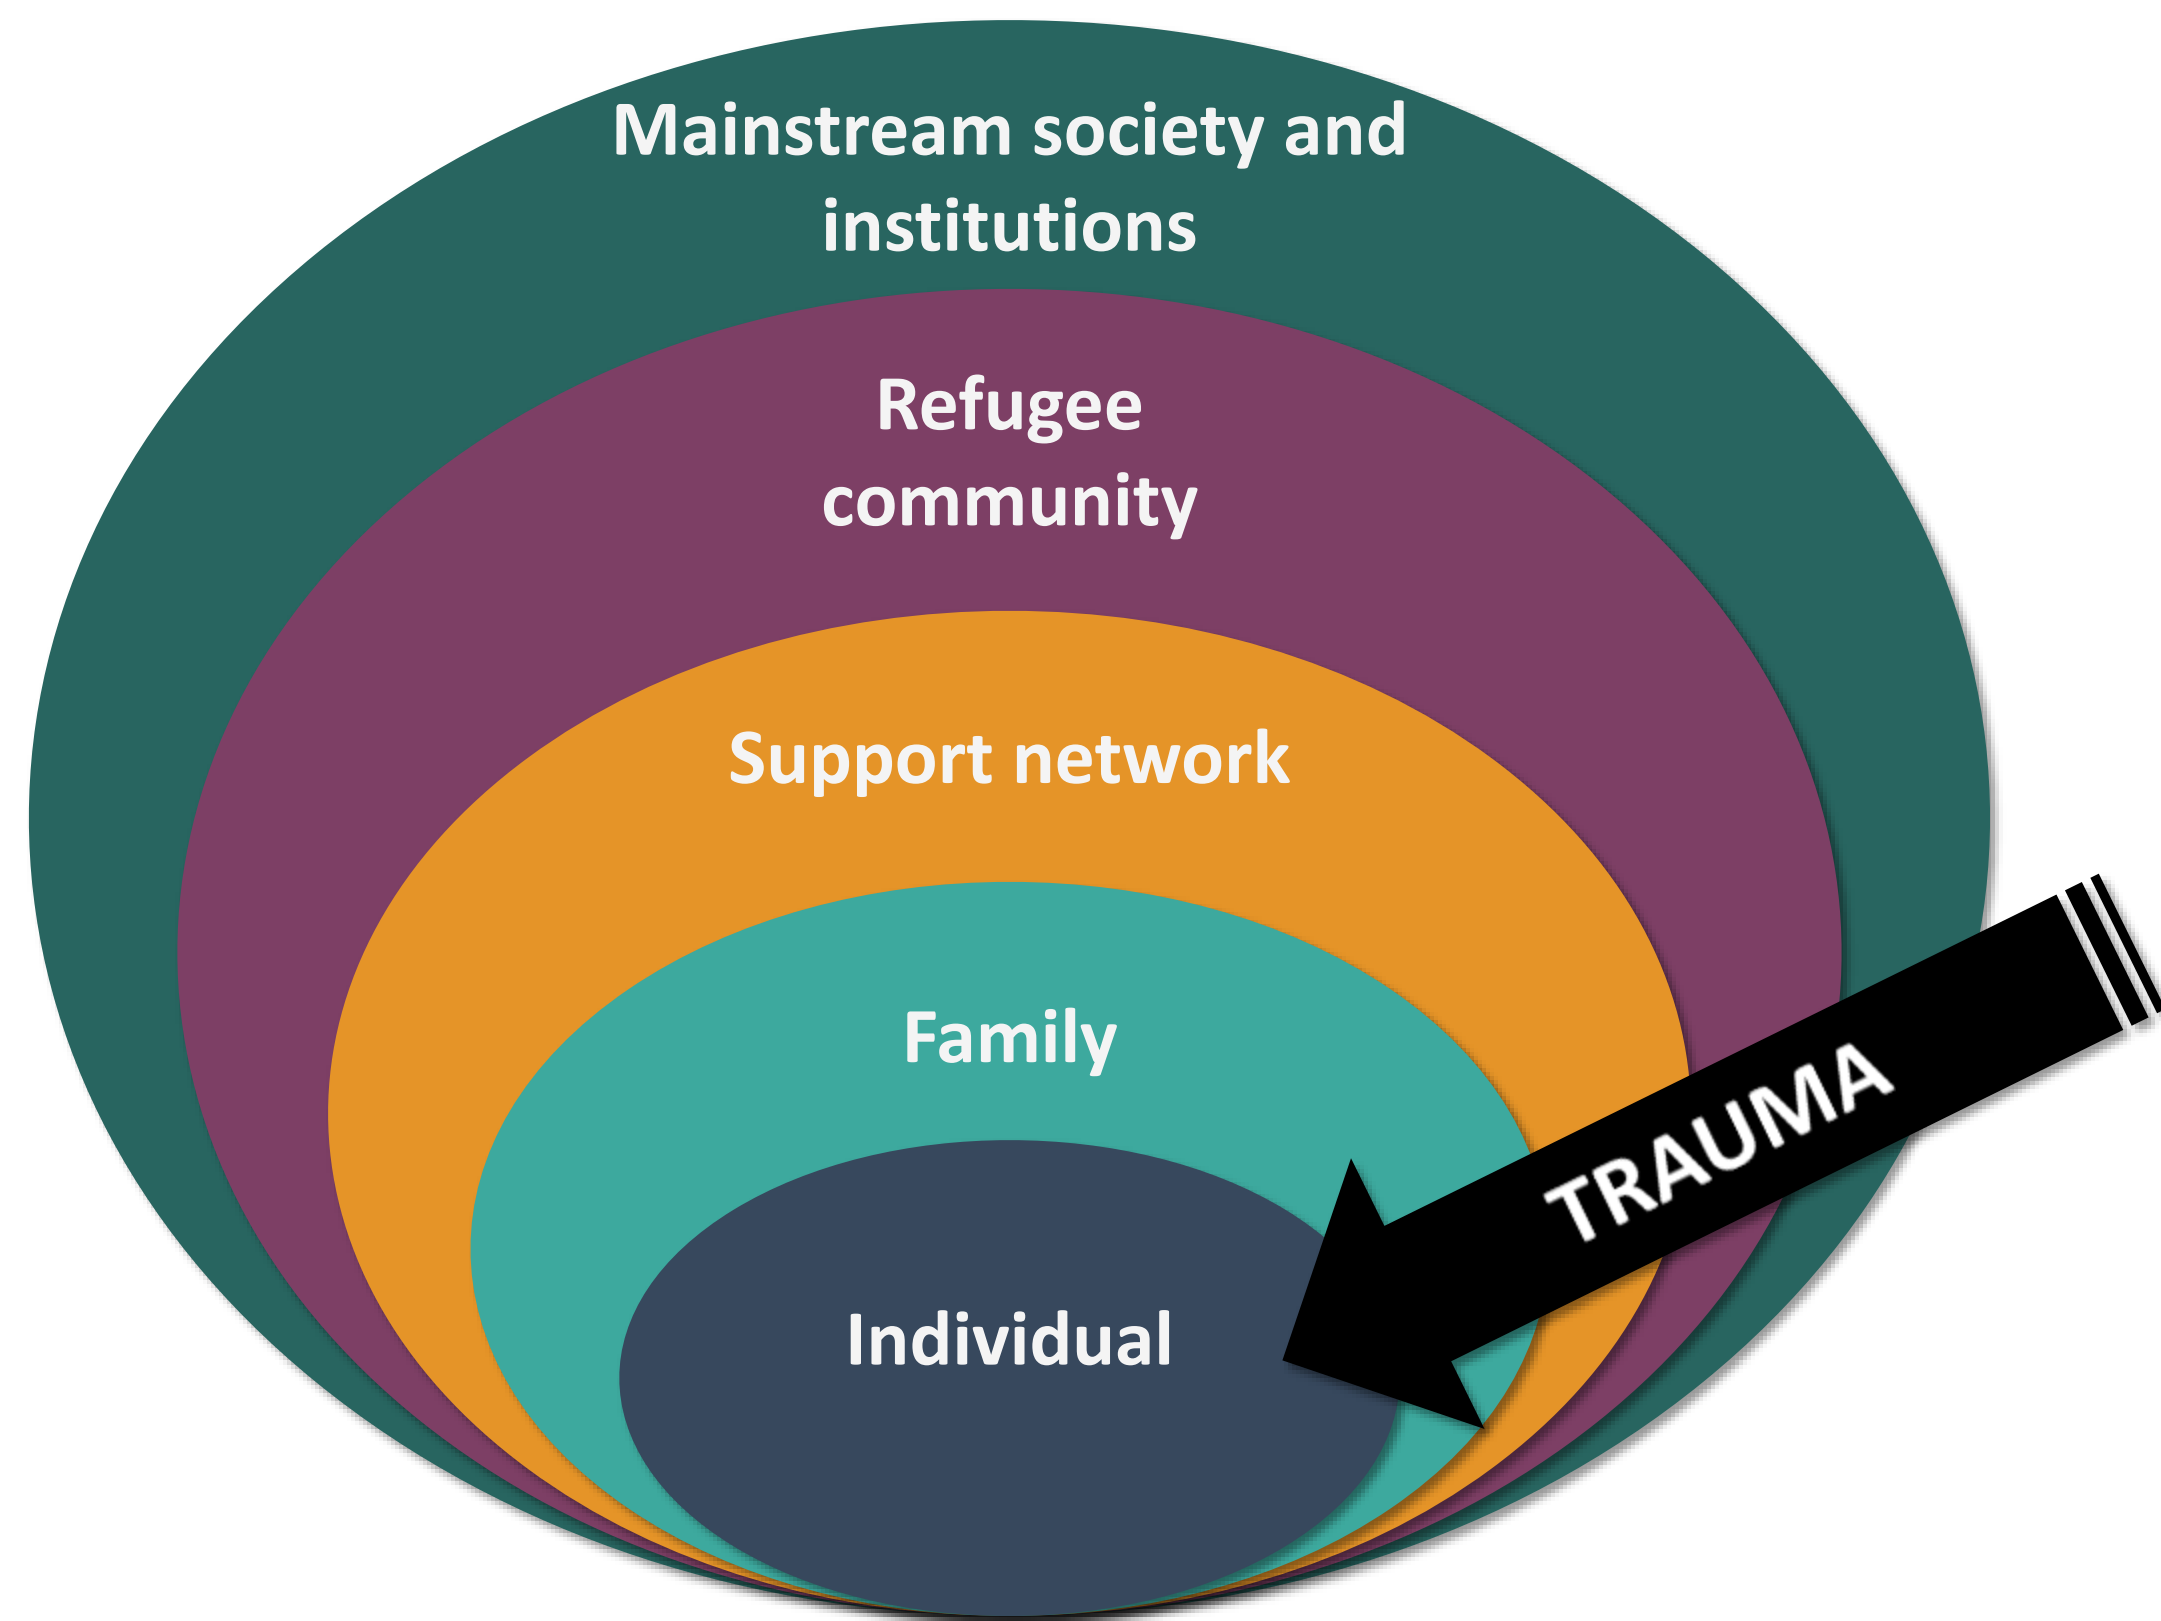 Mainstream society and
institutions
Refugee
community
Support network
Family
TRAUMA
Individual